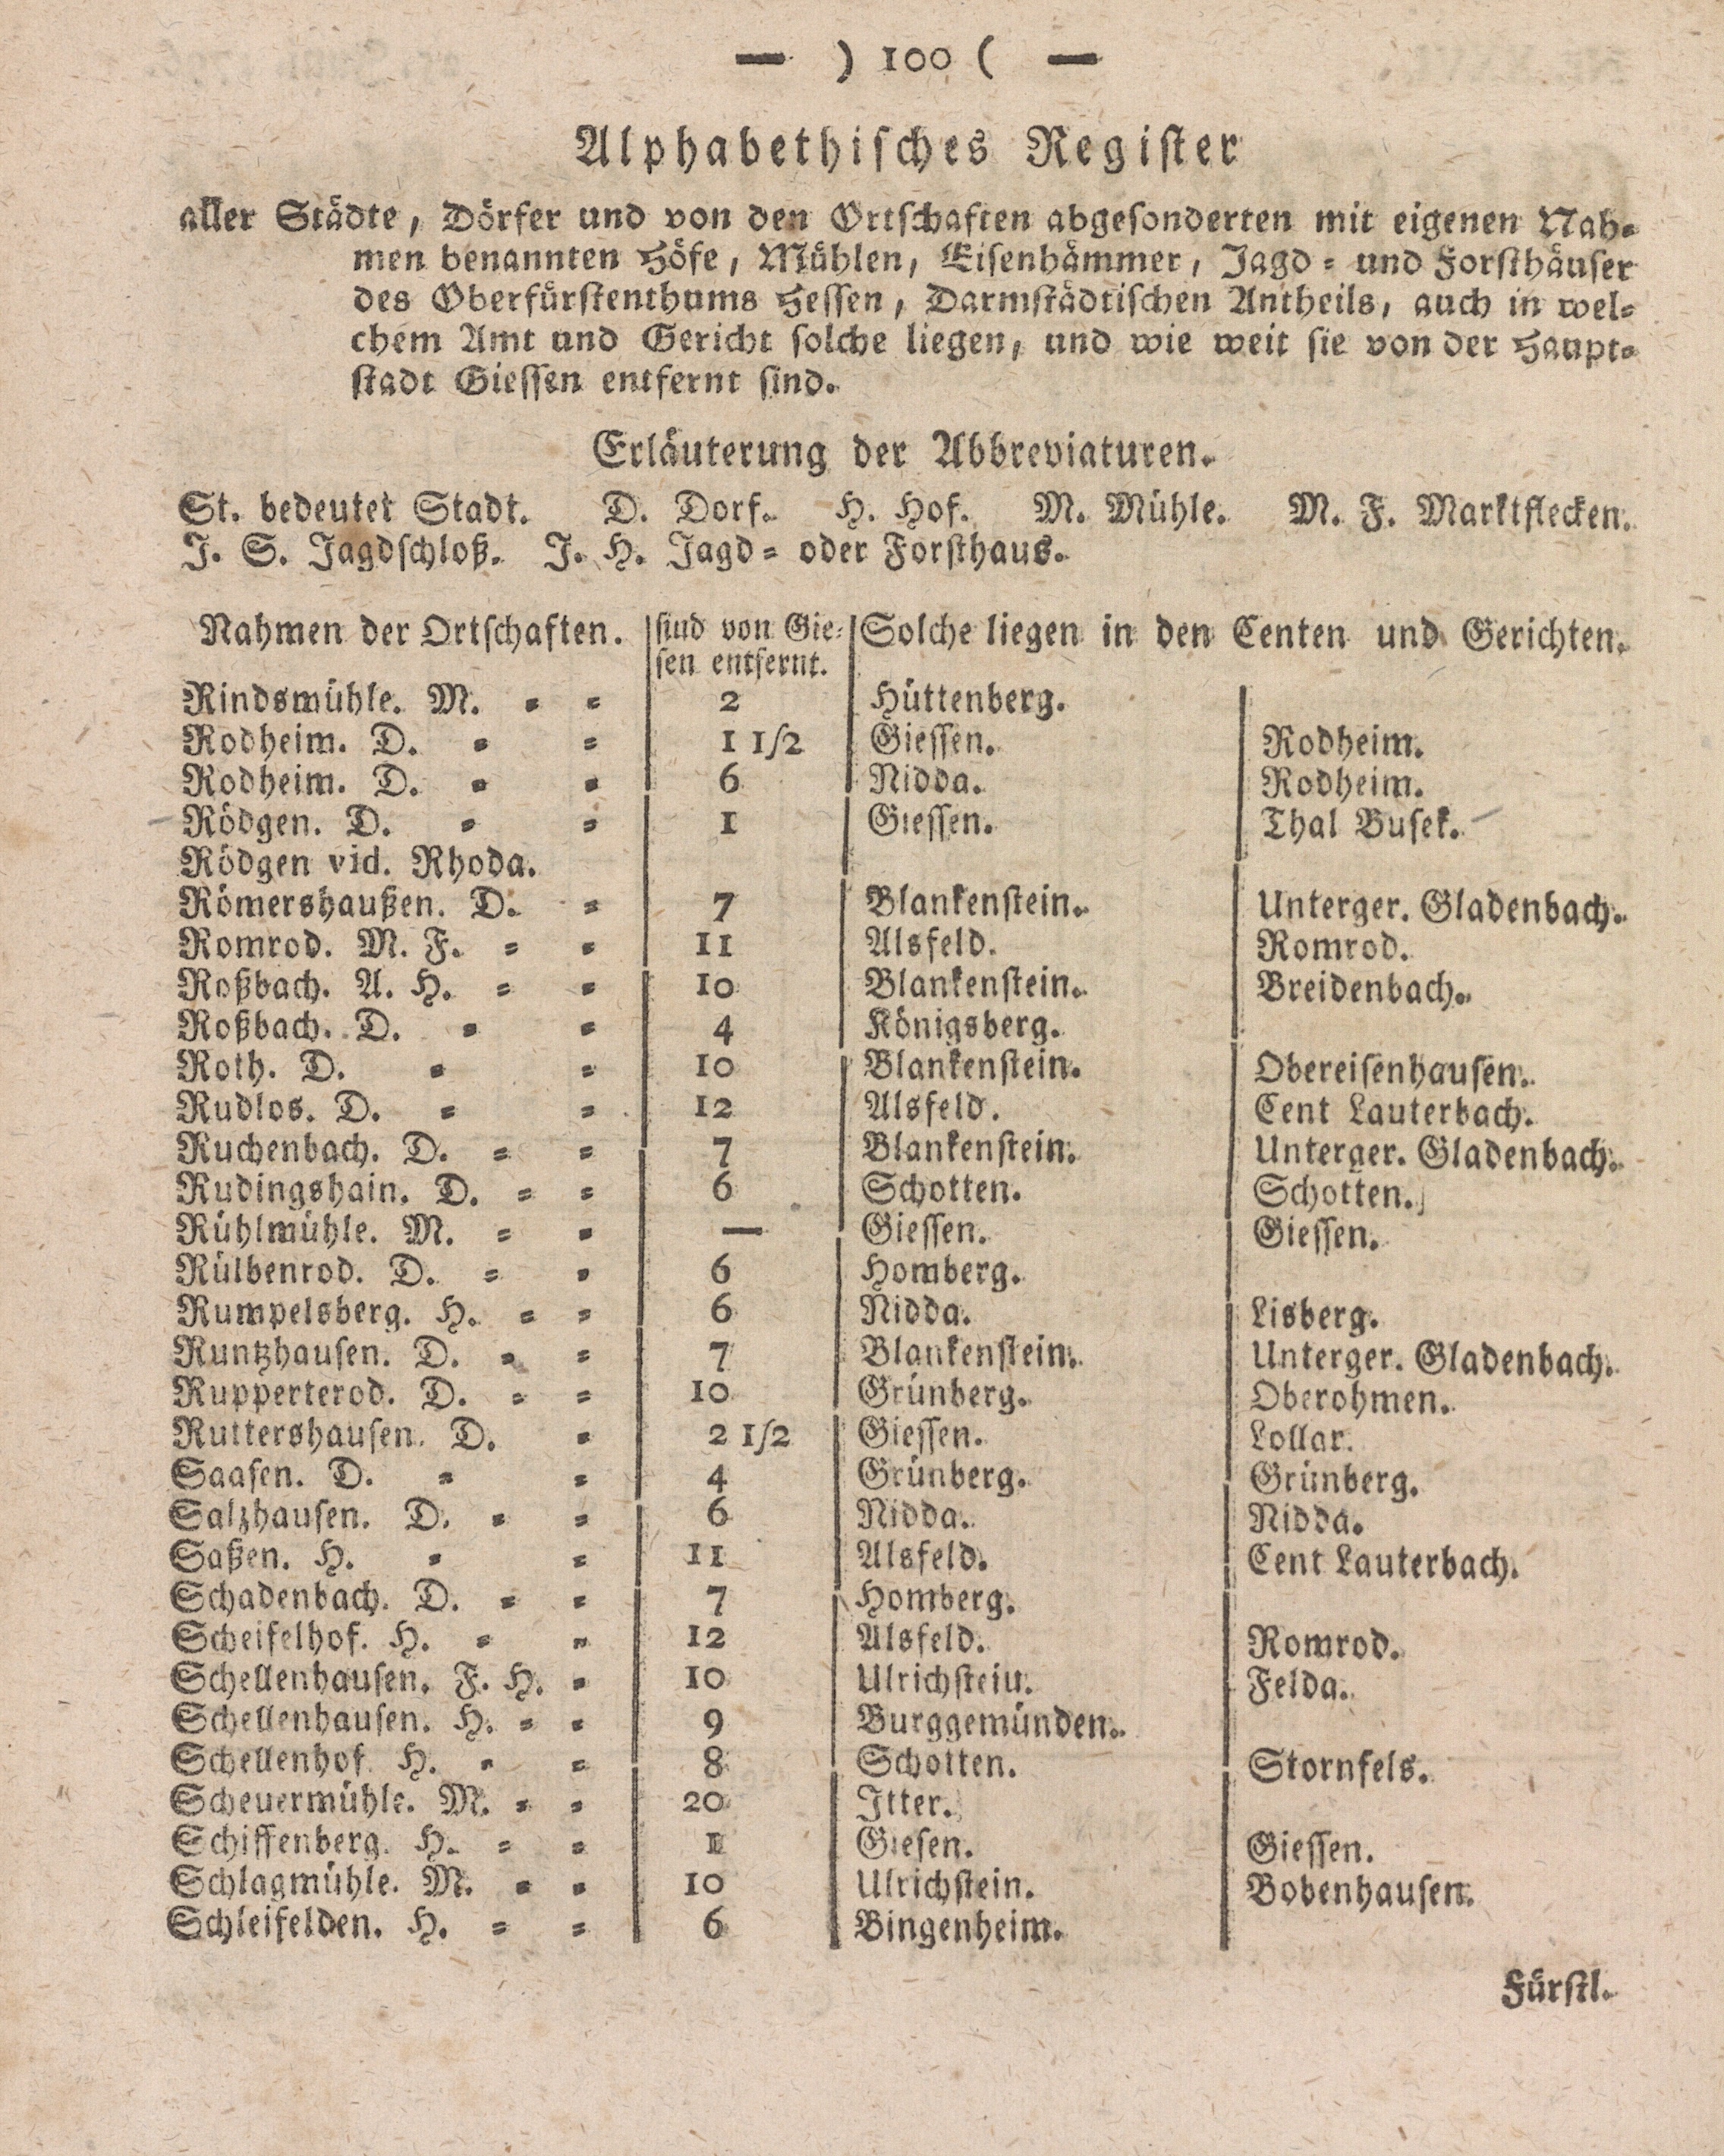 — ) 100 ( —
Alphabethisches Register
aller Städte, Dörfer und von den Ortschaften abgesonderten mit eigenen Nah=
men benannten Höfe, Mühlen, Eisenhämmer, Jagd = und Forsthäuser
des Oberfürstenthums Hessen, Darmstädtischen Antheils, auch in wel=
chem Amt und Gericht solche liegen, und wie weit sie von der Haupt=
stadt Giessen entfernt sind.
Erläuterung der Abbreviaturen.
St. bedeutet Stadt. D. Dorf. H. Hof. M. Mühle. M. F. Marktflecken.
J. S. Jagdschloß. J. H. Jagd = oder Forsthaus.
Nahmen der Ortschaften. sind von Gie= Solche liegen in den Centen und Gerichten.
sen entfernt.
Rindsmühle. M. = = 2 Hüttenberg.
Rodheim. D. = = 1 1/2 Giessen. Rodheim.
Rodheim. D. = = 6 Nidda. Rodheim.
Rödgen. D. = = 1 Giessen. Thal Busek.
Rödgen vid. Rhoda.
Römershaußen. D. = 7 Blankenstein. Unterger. Gladenbach.
Romrod. M. F. = = 11 Alsfeld. Romrod.
Roßbach. A. H. = = 10 Blankenstein. Breidenbach.
Roßbach. D. = = 4 Königsberg.
Roth. D. = = 10 Blankenstein. Obereisenhausen.
Rudlos. D. = = 12 Alsfeld. Cent Lauterbach.
Ruchenbach. D. = = 7 Blankenstein. Unterger. Gladenbach.
Rudingshain. D. = = 6 Schotten. Schotten.
Rühlmühle. M. = = — Giessen. Giessen.
Rülbenrod. D. = = 6 Homberg.
Rumpelsberg. H. = = 6 Nidda. Lisberg.
Runtzhausen. D. = = 7 Blankenstein. Unterger. Gladenbach.
Rupperterod. D. = = 10 Grünberg. Oberohmen.
Ruttershausen. D. = 2 1/2 Giessen. Lollar.
Saasen. D. = = 4 Grünberg. Grünberg.
Salzhausen. D. = = 6 Nidda. Nidda.
Saßen. H. = = 11 Alsfeld. Cent Lauterbach.
Schadenbach. D. = = 7 Homberg.
Scheifelhof. H. = = 12 Alsfeld. Romrod.
Schellenhausen. F. H. = 10 Ulrichstein. Felda.
Schellenhausen. H. = = 9 Burggemünden.
Schellenhof. H. = = 8 Schotten. Stornfels.
Scheuermühle. M. = = 20 Itter.
Schiffenberg. H. = = 1 Giesen. Giessen.
Schlagmühle. M. = = 10 Ulrichstein. Bobenhausen.
Schleifelden. H. = = 6 Bingenheim.
Fürstl.